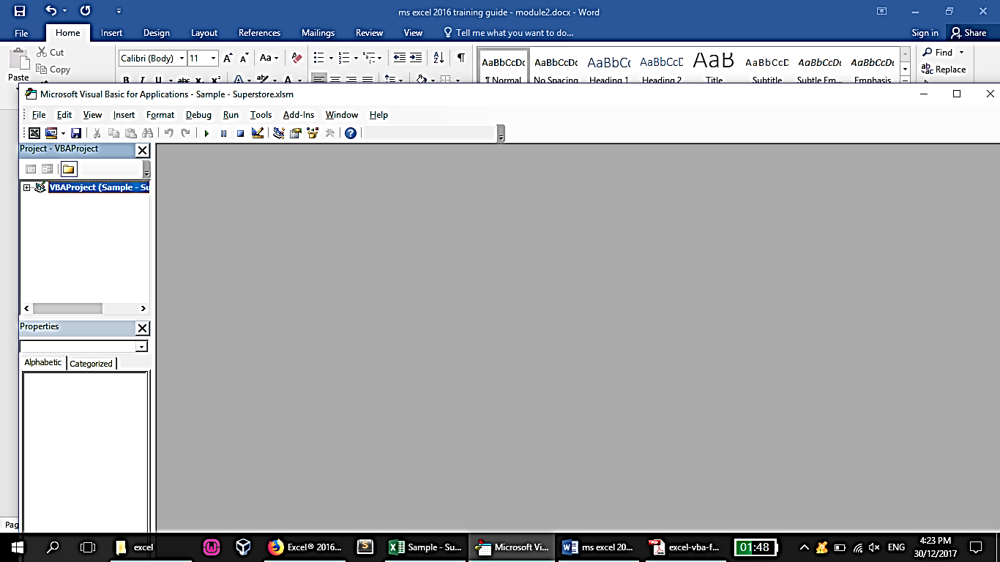 ms excel 2016 training guide - module2.docx - Word
File Home Insert Design Layout References Mailings Review View Tell me what you want to do... Sign in Share
Cut
Copy
Paste
Calibri (Body) 11 Aa
AaBbCcDc AaBbCcDc AaBbCc AaBbCcD AaB AaBbCcD AaBbCcDc AaBbCcDc
¶ Normal No Spacing Heading 1 Heading 2 Title Subtitle Subtle Em... Emphasis
Find
Replace
B I U abc x₂ x² A aby A
Microsoft Visual Basic for Applications - Sample - Superstore.xlsm
File Edit View Insert Format Debug Run Tools Add-Ins Window Help
Project - VBAProject
VBAProject (Sample - Su
Properties
Alphabetic Categorized
Pag
excel Excel® 2016... Sample - Su... Microsoft Vi... ms excel 20... excel-vba-f... 01:48 ENG
4:23 PM
30/12/2017